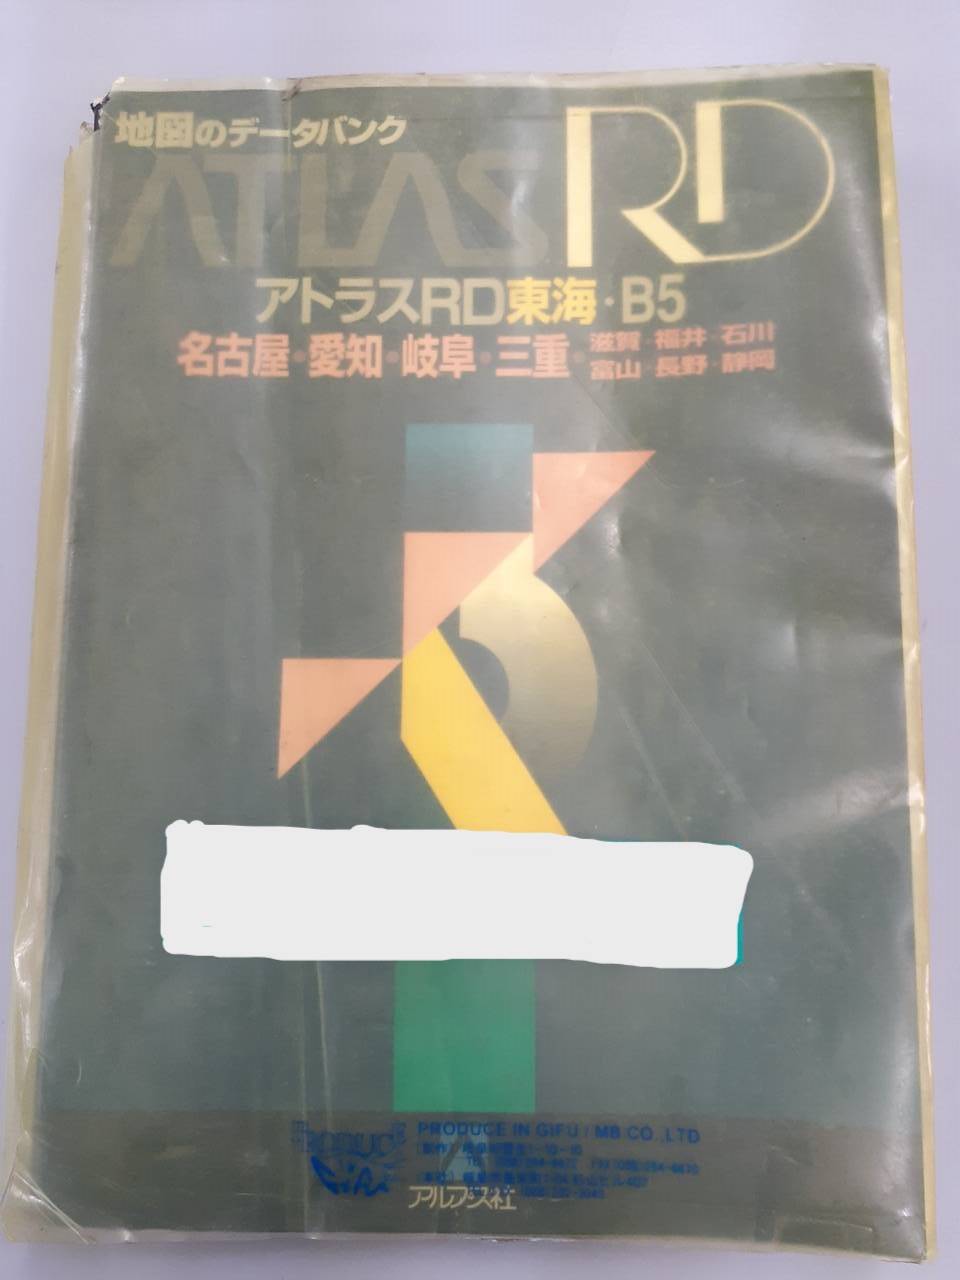 地図のデータバンク
ATLAS RD
アトラスRD東海・B5
名古屋・愛知・岐阜・三重・滋賀・福井・石川
富山・長野・静岡
PRODUCE IN GIFU / MB CO.,LTD
アルプス社